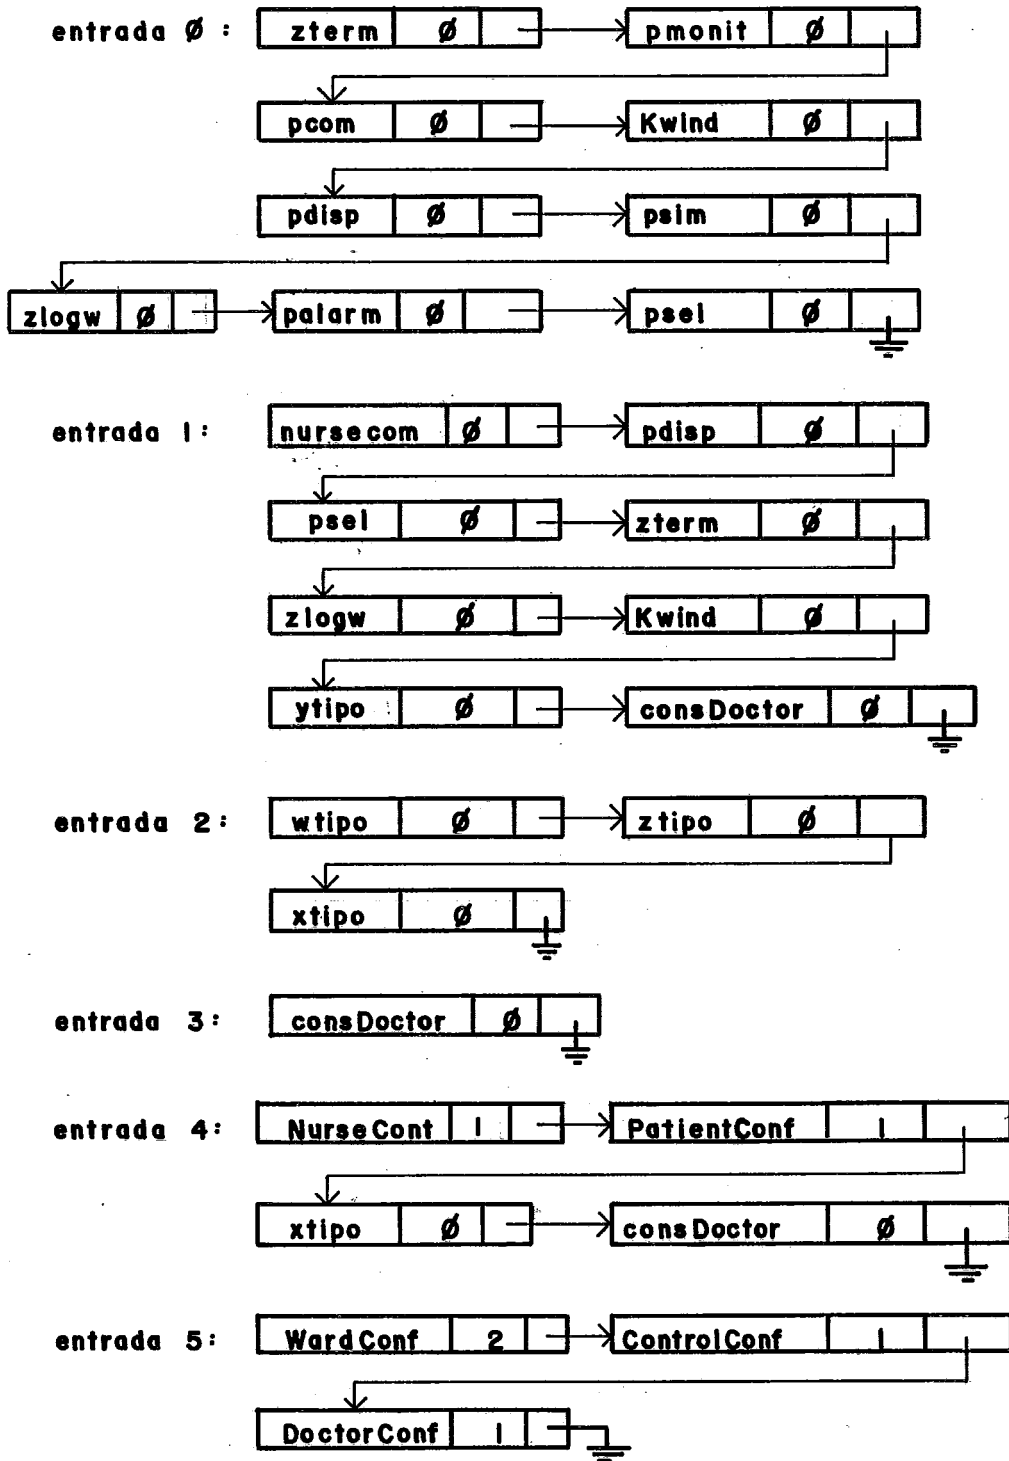 entrada Ø : zterm Ø pmonit Ø
pcom Ø Kwind Ø
pdisp Ø psim Ø
zlogw Ø palarm Ø psel Ø
entrada 1: nursecom Ø pdisp Ø
psel Ø zterm Ø
zlogw Ø Kwind Ø
ytipo Ø consDoctor Ø
entrada 2: wtipo Ø ztipo Ø
xtipo Ø
entrada 3: consDoctor Ø
entrada 4: NurseCont 1 PatientConf 1
xtipo Ø consDoctor Ø
entrada 5: WardConf 2 ControlConf 1
DoctorConf 1